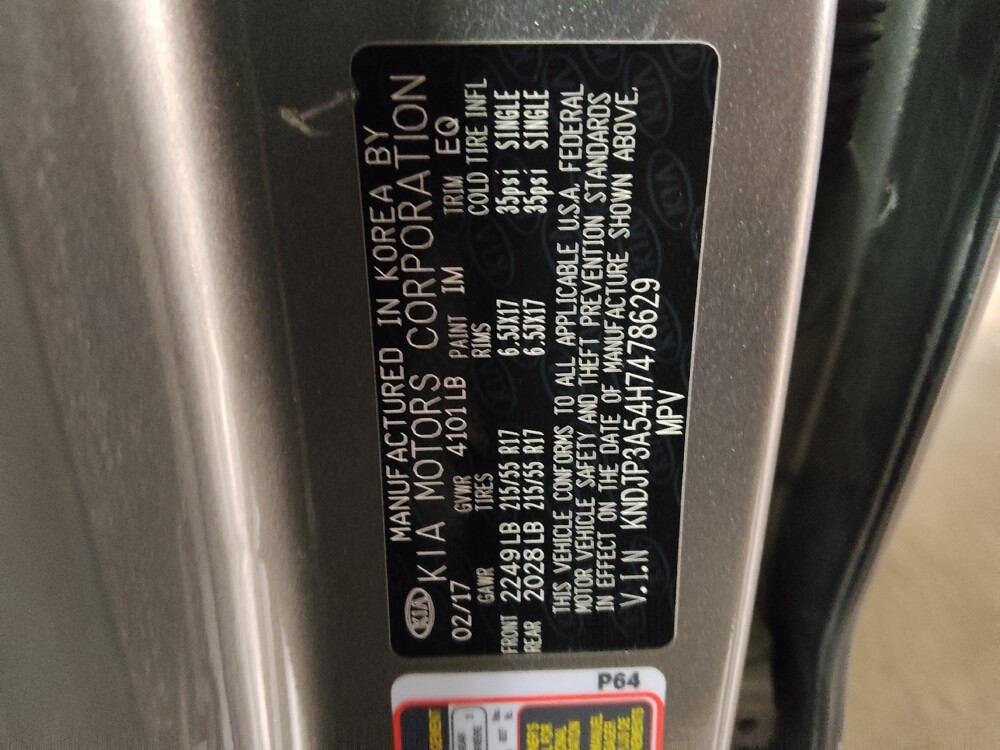 MANUFACTURED IN KOREA BY
KIA KIA MOTORS CORPORATION
02/17 GVWR 4101LB PAINT IM TRIM EQ
GAWR TIRES RIMS COLD TIRE INFL
FRONT 2249LB 215/55 R17 6.5JX17 35psi SINGLE
REAR 2028LB 215/55 R17 6.5JX17 35psi SINGLE
THIS VEHICLE CONFORMS TO ALL APPLICABLE U.S.A. FEDERAL
MOTOR VEHICLE SAFETY AND THEFT PREVENTION STANDARDS
IN EFFECT ON THE DATE OF MANUFACTURE SHOWN ABOVE.
V.I.N KNDJP3A54H7478629
MPV
P64